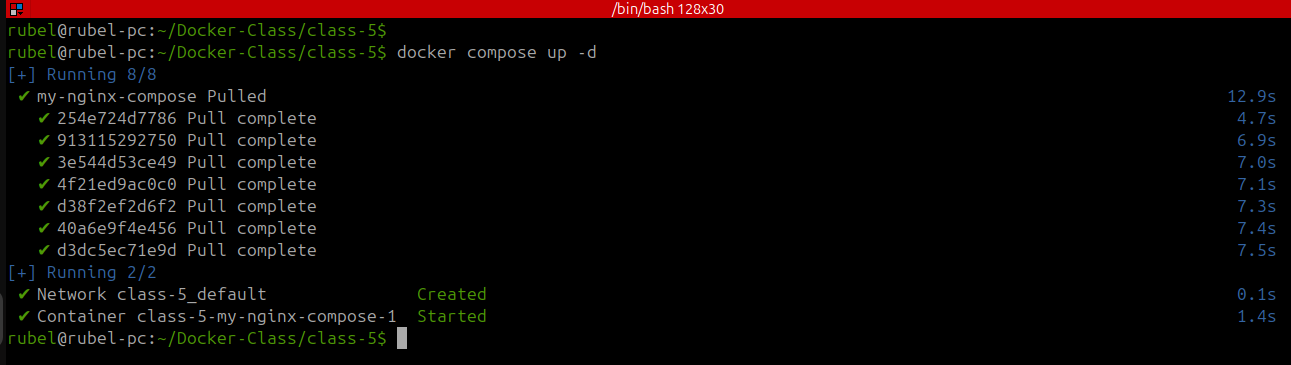 /bin/bash 128x30
rubel@rubel-pc:~/Docker-Class/class-5$
rubel@rubel-pc:~/Docker-Class/class-5$ docker compose up -d
[+] Running 8/8
✔ my-nginx-compose Pulled 12.9s
✔ 254e724d7786 Pull complete 4.7s
✔ 913115292750 Pull complete 6.9s
✔ 3e544d53ce49 Pull complete 7.0s
✔ 4f21ed9ac0c0 Pull complete 7.1s
✔ d38f2ef2d6f2 Pull complete 7.3s
✔ 40a6e9f4e456 Pull complete 7.4s
✔ d3dc5ec71e9d Pull complete 7.5s
[+] Running 2/2
✔ Network class-5_default Created 0.1s
✔ Container class-5-my-nginx-compose-1 Started 1.4s
rubel@rubel-pc:~/Docker-Class/class-5$